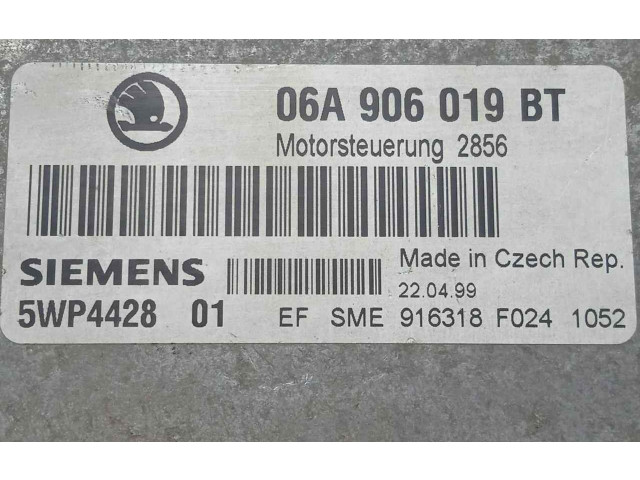 06A 906 019 BT
Motorsteuerung 2856
SIEMENS
Made in Czech Rep.
22.04.99
5WP4428 01 EF SME 916318 F024 1052